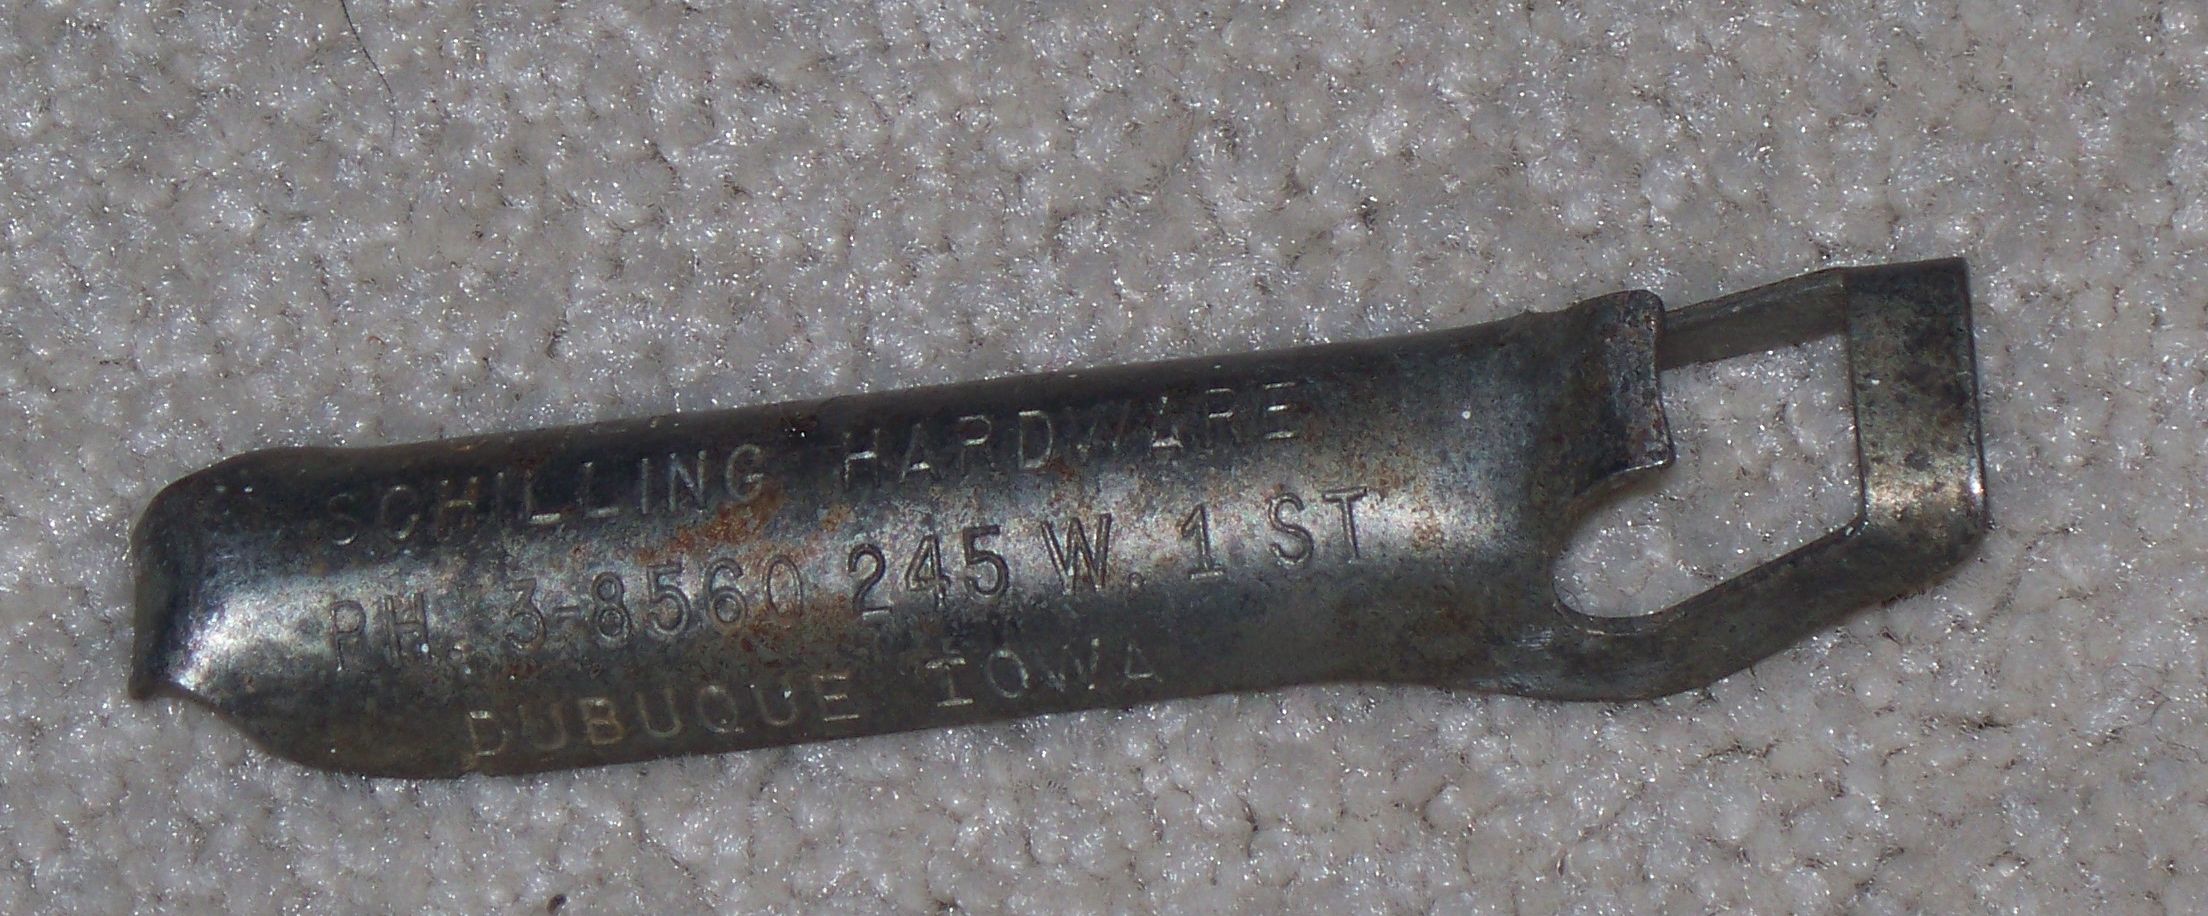 SCHILLING HARDWARE
PH. 3-8560 245 W. 1 ST
DUBUQUE IOWA